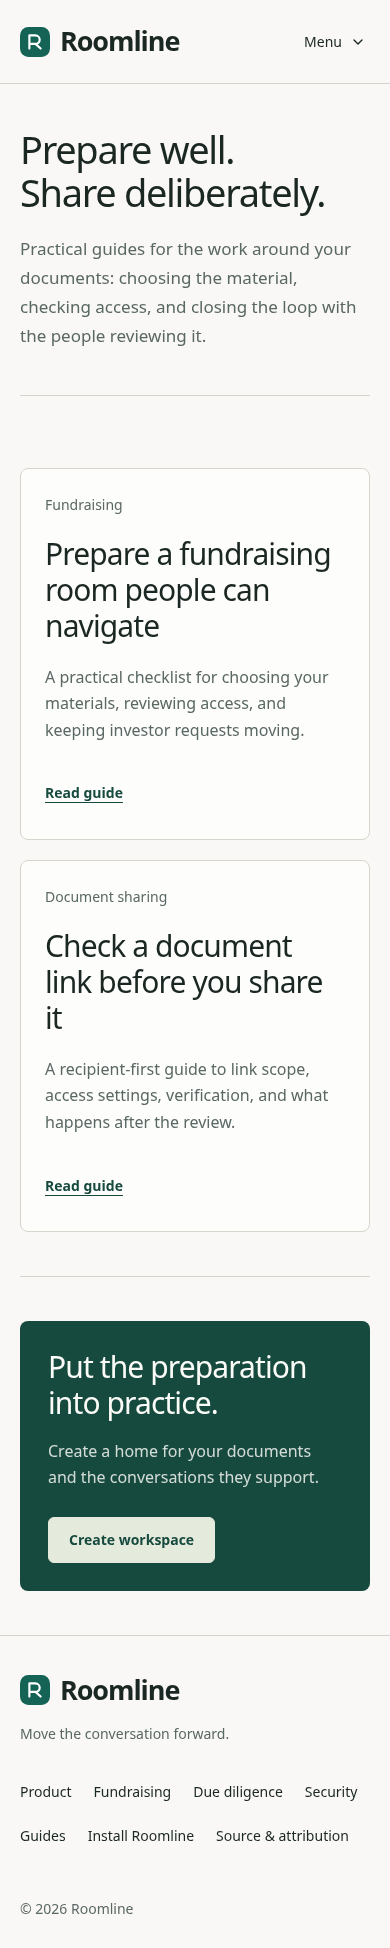 Roomline
Menu
Prepare well.
Share deliberately.
Practical guides for the work around your
documents: choosing the material,
checking access, and closing the loop with
the people reviewing it.
Fundraising
Prepare a fundraising
room people can
navigate
A practical checklist for choosing your
materials, reviewing access, and
keeping investor requests moving.
Read guide
Document sharing
Check a document
link before you share
it
A recipient-first guide to link scope,
access settings, verification, and what
happens after the review.
Read guide
Put the preparation
into practice.
Create a home for your documents
and the conversations they support.
Create workspace
Roomline
Move the conversation forward.
Product Fundraising Due diligence Security
Guides Install Roomline Source & attribution
© 2026 Roomline